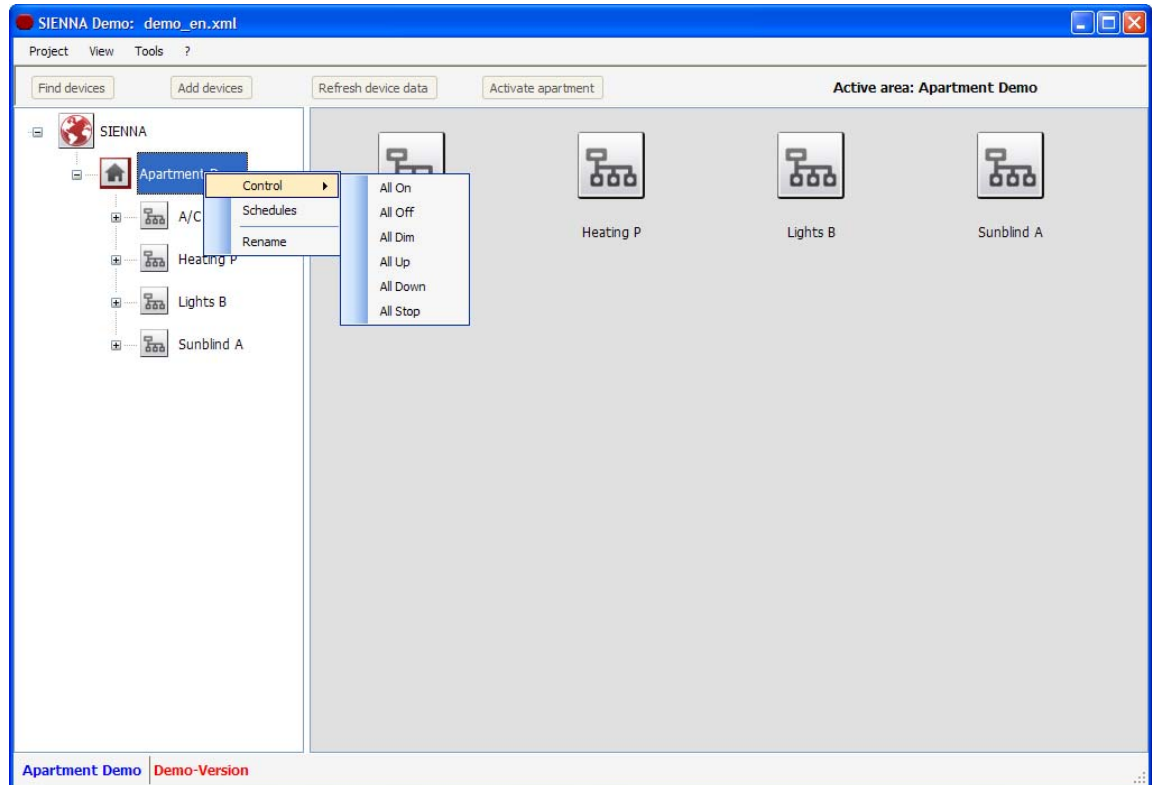 SIENNA Demo: demo_en.xml
Project View Tools ?
Find devices Add devices Refresh device data Activate apartment Active area: Apartment Demo
SIENNA
Apartment D
Control
Schedules
Rename
All On
All Off
All Dim
All Up
All Down
All Stop
A/C
Heating P
Lights B
Sunblind A
Heating P Lights B Sunblind A
Apartment Demo Demo-Version